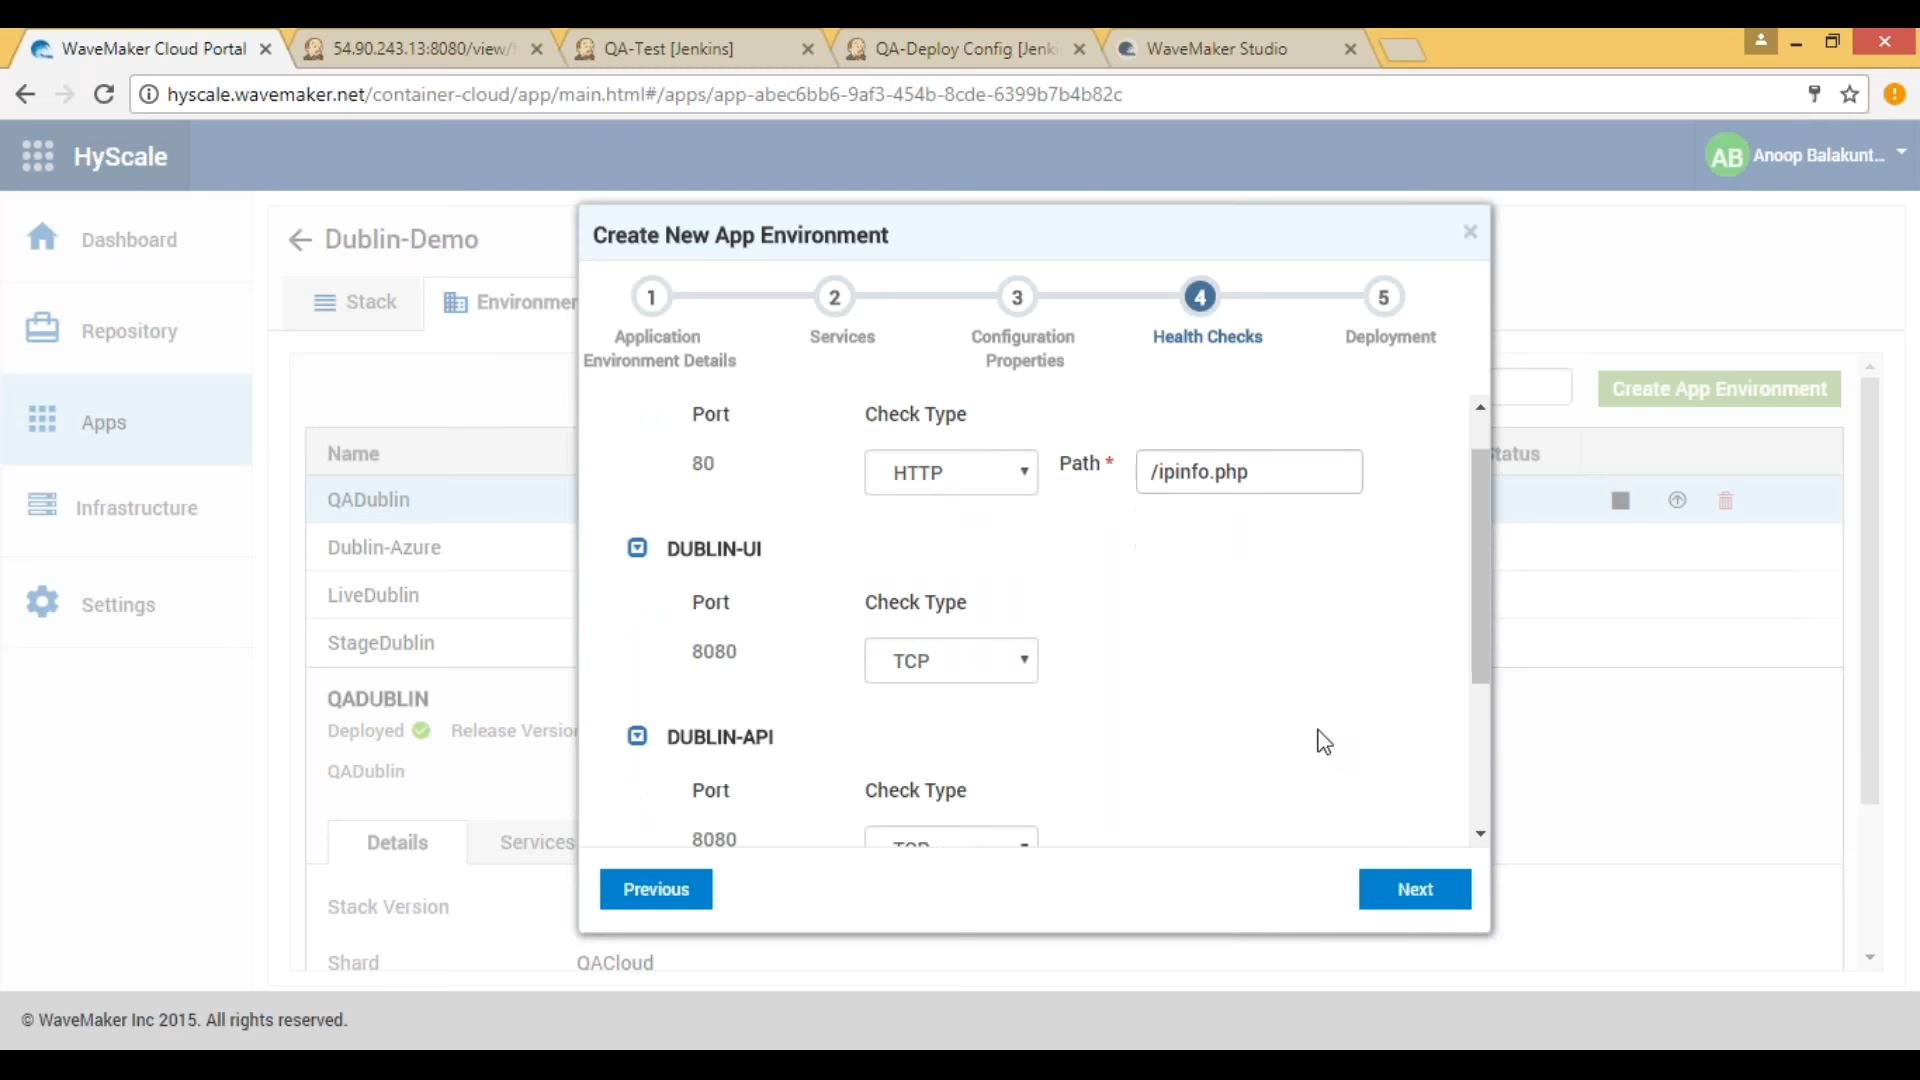 WaveMaker Cloud Portal
54.90.243.13:8080/view/
QA-Test [Jenkins]
QA-Deploy Config [Jenki
WaveMaker Studio
hyscale.wavemaker.net/container-cloud/app/main.html#/apps/app-abec6bb6-9af3-454b-8cde-6399b7b4b82c
HyScale
AB Anoop Balakunt...
Dashboard
Repository
Apps
Infrastructure
Settings
Dublin-Demo
Stack
Environmen
Create App Environment
Name
Status
QADublin
Dublin-Azure
LiveDublin
StageDublin
QADUBLIN
Deployed
Release Version
QADublin
Details
Services
Stack Version
Shard
QACloud
Create New App Environment
1
2
3
4
5
Application
Environment Details
Services
Configuration
Properties
Health Checks
Deployment
Port
Check Type
80
HTTP
Path *
/ipinfo.php
DUBLIN-UI
Port
Check Type
8080
TCP
DUBLIN-API
Port
Check Type
8080
TCP
Previous
Next
© WaveMaker Inc 2015. All rights reserved.